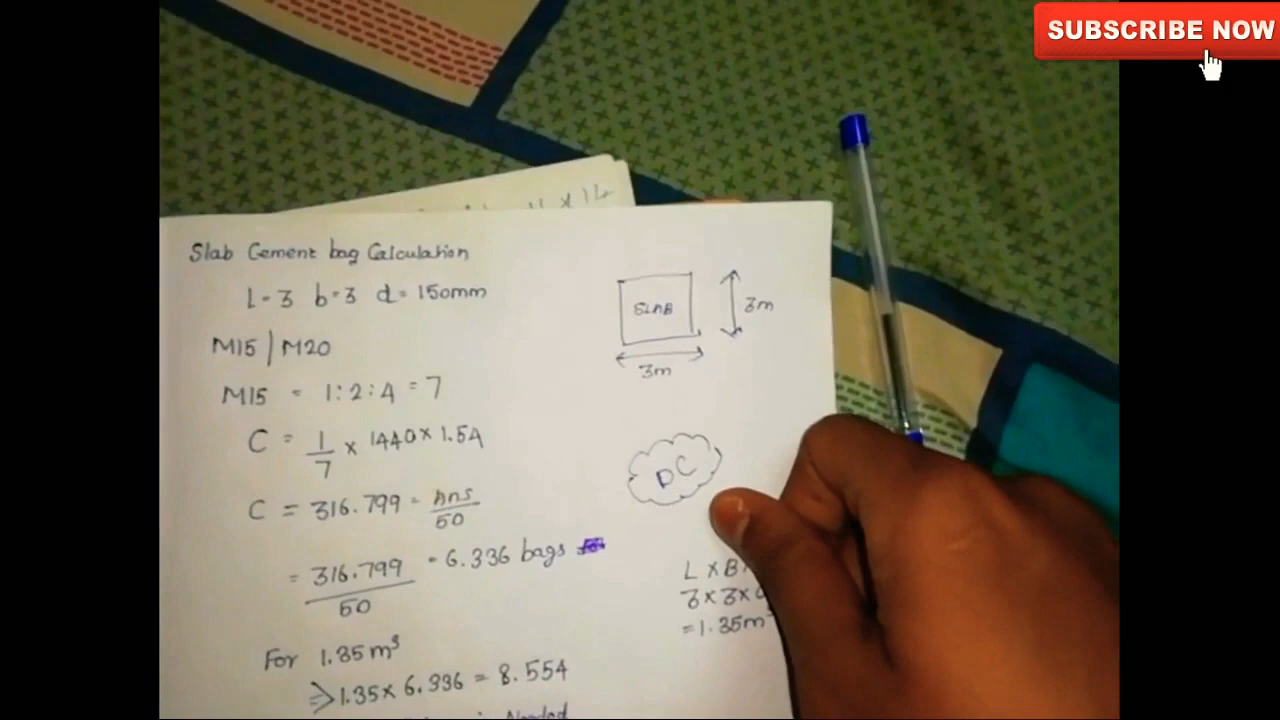 SUBSCRIBE NOW
Slab Cement bag Calculation
L = 3 b = 3 d = 150mm
M15 / M20
M15 = 1:2:4 = 7
C = 1/7 x 1440 x 1.54
C = 316.799 = Ans/50
= 316.799/50 = 6.336 bags
For 1.35m³
=> 1.35 x 6.336 = 8.554
Needed
SLAB
3m
3m
DC
L x B x
3 x 3 x 0
= 1.35m